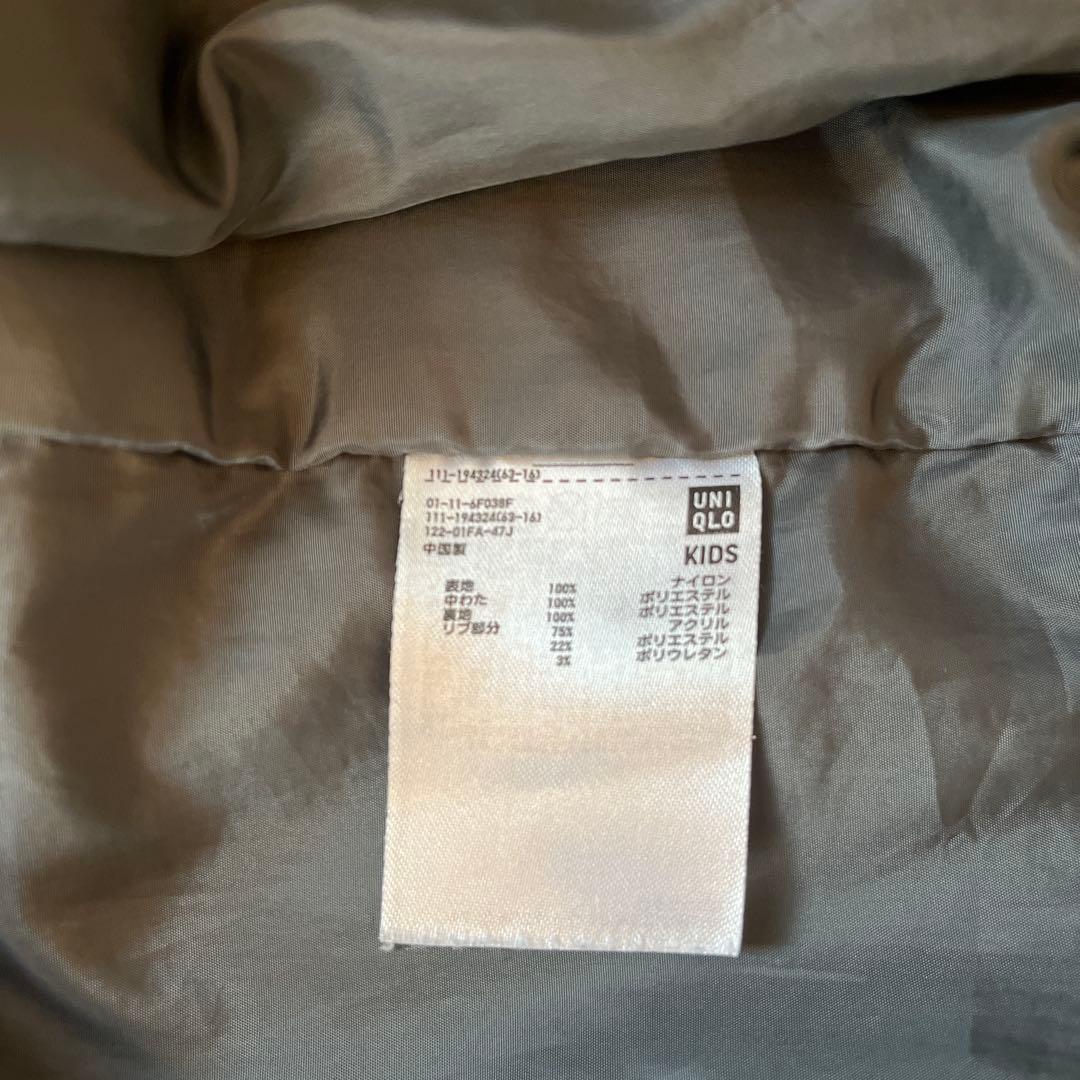 111-194324(63-16)
UNI
QLO
KIDS
01-11-6F038F
111-194324(63-16)
122-01FA-47J
中国製
表地 100% ナイロン
中わた 100% ポリエステル
裏地 100% ポリエステル
リブ部分 75% アクリル
22% ポリエステル
3% ポリウレタン